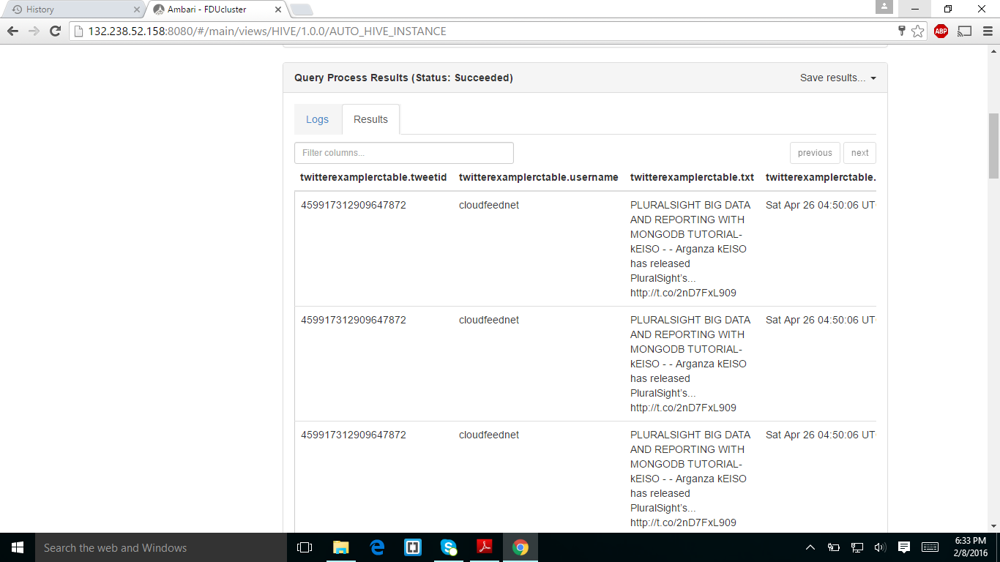 History
Ambari - FDUcluster
132.238.52.158:8080/#/main/views/HIVE/1.0.0/AUTO_HIVE_INSTANCE
ABP
Query Process Results (Status: Succeeded)
Save results...
Logs
Results
Filter columns...
previous
next
twitterexamplerctable.tweetid twitterexamplerctable.username twitterexamplerctable.txt twitterexamplerctable.
459917312909647872 cloudfeednet PLURALSIGHT BIG DATA Sat Apr 26 04:50:06 UT
AND REPORTING WITH
MONGODB TUTORIAL-
kEISO - - Arganza kEISO
has released
PluralSight's...
http://t.co/2nD7FxL909
459917312909647872 cloudfeednet PLURALSIGHT BIG DATA Sat Apr 26 04:50:06 UT
AND REPORTING WITH
MONGODB TUTORIAL-
kEISO - - Arganza kEISO
has released
PluralSight's...
http://t.co/2nD7FxL909
459917312909647872 cloudfeednet PLURALSIGHT BIG DATA Sat Apr 26 04:50:06 UT
AND REPORTING WITH
MONGODB TUTORIAL-
kEISO - - Arganza kEISO
has released
PluralSight's...
http://t.co/2nD7FxL909
Search the web and Windows
6:33 PM
2/8/2016